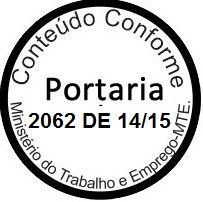 Conteúdo Conforme
Portaria
2062 DE 14/15
Ministério do Trabalho e Emprego-MTE.